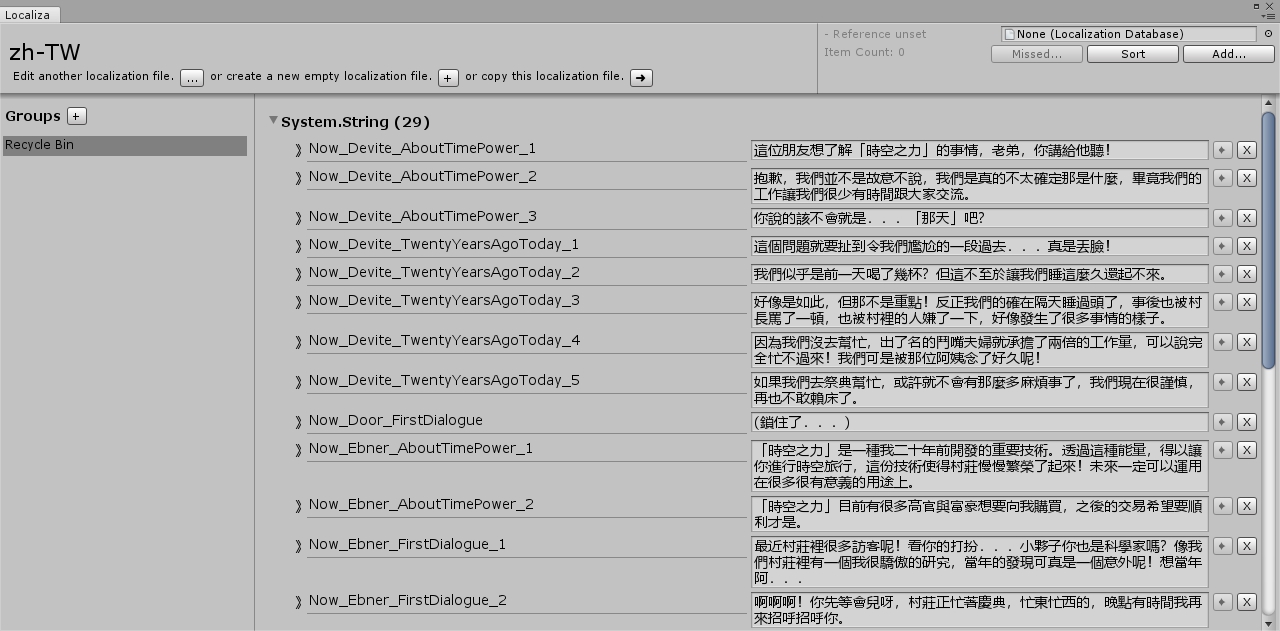 Localiza
zh-TW
Edit another localization file. ... or create a new empty localization file. + or copy this localization file. →
- Reference unset
None (Localization Database)
Item Count: 0
Missed...
Sort
Add...
Groups +
Recycle Bin
System.String (29)
Now_Devite_AboutTimePower_1
這位朋友想了解「時空之力」的事情，老弟，你講給他聽！
X
Now_Devite_AboutTimePower_2
抱歉，我們並不是故意不說，我們是真的不太確定那是什麼，畢竟我們的
工作讓我們很少有時間跟大家交流。
X
Now_Devite_AboutTimePower_3
你說的該不會就是．．．「那天」吧？
X
Now_Devite_TwentyYearsAgoToday_1
這個問題就要扯到令我們尷尬的一段過去．．．真是丟臉！
X
Now_Devite_TwentyYearsAgoToday_2
我們似乎是前一天喝了幾杯？但這不至於讓我們睡這麼久還起不來。
X
Now_Devite_TwentyYearsAgoToday_3
好像是如此，但那不是重點！反正我們的確在隔天睡過頭了，事後也被村
長罵了一頓，也被村裡的人嫌了一下，好像發生了很多事情的樣子。
X
Now_Devite_TwentyYearsAgoToday_4
因為我們沒去幫忙，出了名的鬥嘴夫婦就承擔了兩倍的工作量，可以說完
全忙不過來！我們可是被那位阿姨念了好久呢！
X
Now_Devite_TwentyYearsAgoToday_5
如果我們去祭典幫忙，或許就不會有那麼多麻煩事了，我們現在很謹慎，
再也不敢賴床了。
X
Now_Door_FirstDialogue
(鎖住了．．．)
X
Now_Ebner_AboutTimePower_1
「時空之力」是一種我二十年前開發的重要技術。透過這種能量，得以讓
你進行時空旅行，這份技術使得村莊慢慢繁榮了起來！未來一定可以運用
在很多很有意義的用途上。
X
Now_Ebner_AboutTimePower_2
「時空之力」目前有很多高官與富豪想要向我購買，之後的交易希望要順
利才是。
X
Now_Ebner_FirstDialogue_1
最近村莊裡很多訪客呢！看你的打扮．．．小夥子你也是科學家嗎？像我
們村莊裡有一個我很驕傲的研究，當年的發現可真是一個意外呢！想當年
阿．．．
X
Now_Ebner_FirstDialogue_2
啊啊啊！你先等會兒呀，村莊正忙著慶典，忙東忙西的，晚點有時間我再
來招呼招呼你。
X